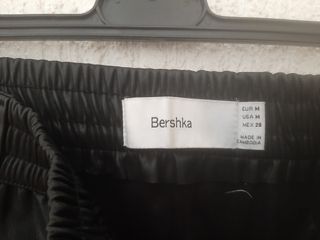 Bershka
EUR M
USA M
MEX 28
MADE IN
CAMBODIA